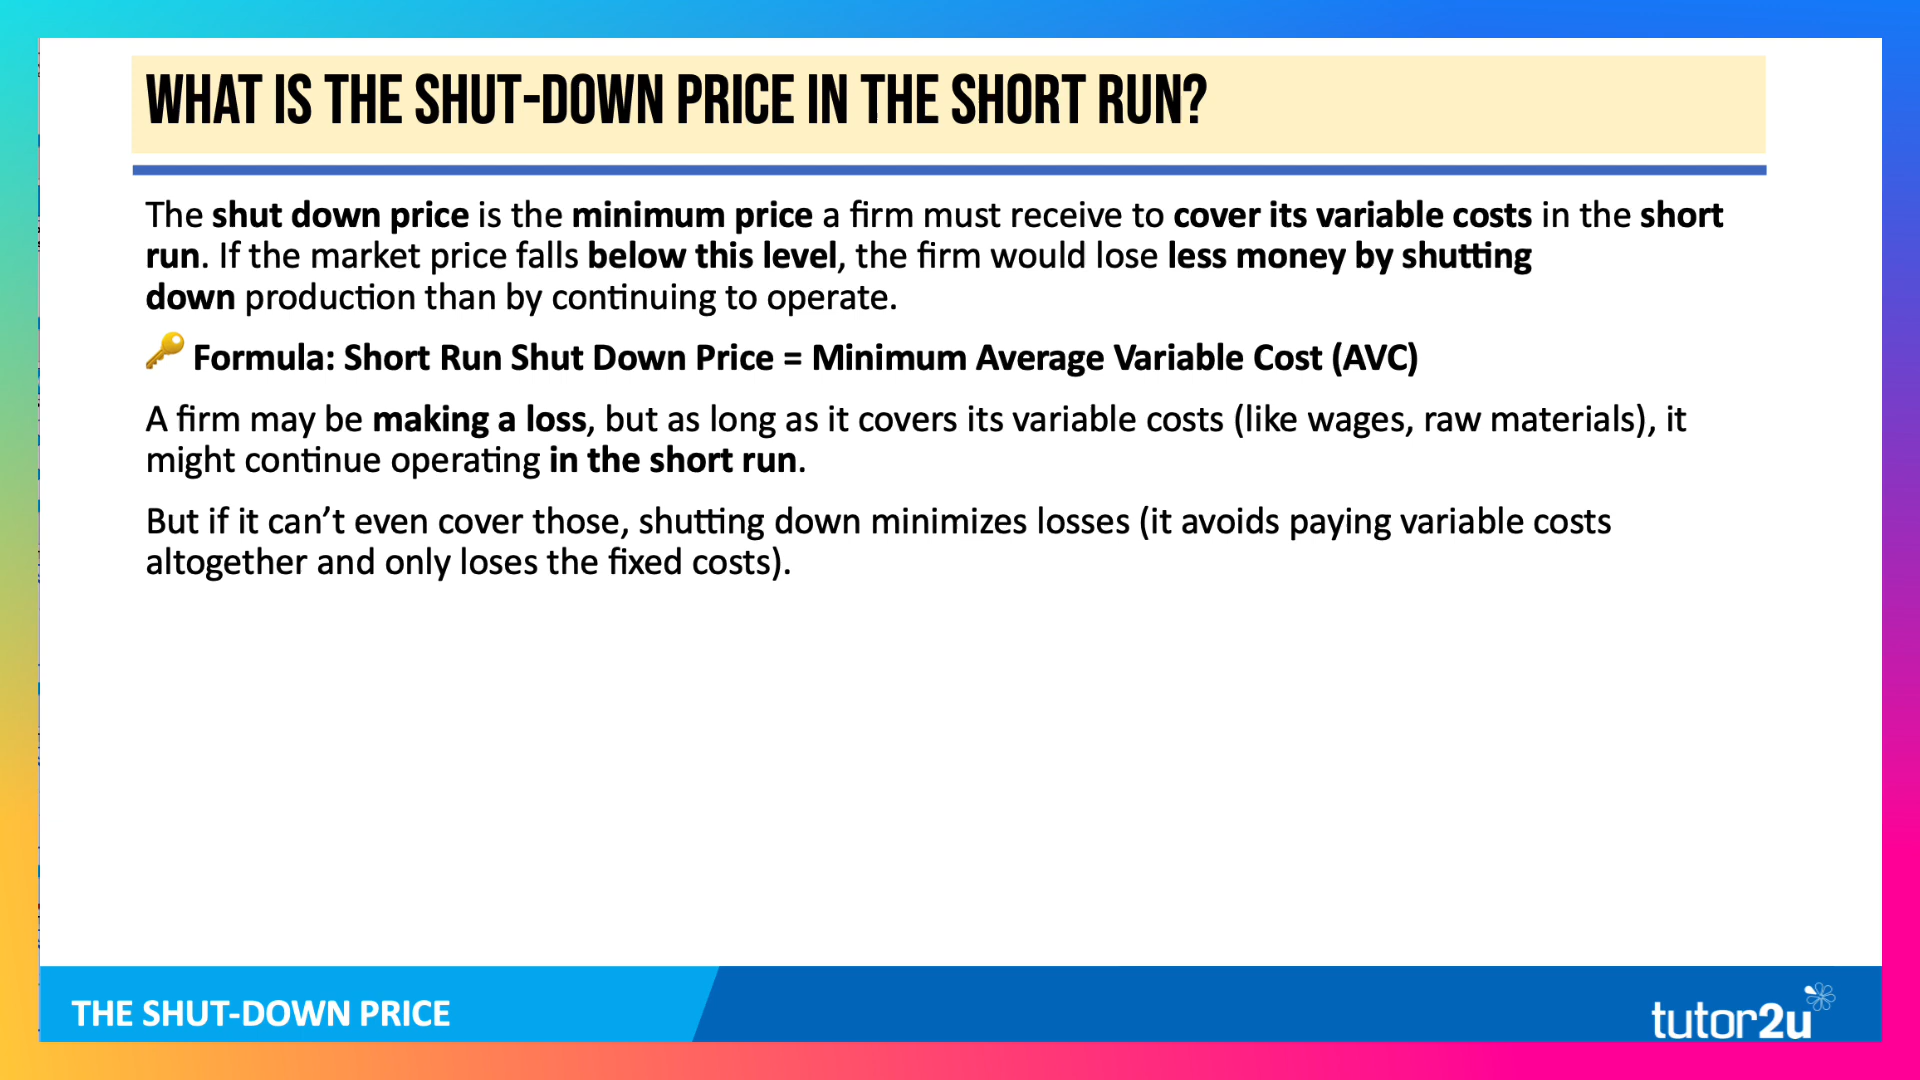 WHAT IS THE SHUT-DOWN PRICE IN THE SHORT RUN?
The shut down price is the minimum price a firm must receive to cover its variable costs in the short
run. If the market price falls below this level, the firm would lose less money by shutting
down production than by continuing to operate.
Formula: Short Run Shut Down Price = Minimum Average Variable Cost (AVC)
A firm may be making a loss, but as long as it covers its variable costs (like wages, raw materials), it
might continue operating in the short run.
But if it can’t even cover those, shutting down minimizes losses (it avoids paying variable costs
altogether and only loses the fixed costs).
THE SHUT-DOWN PRICE
tutor2u